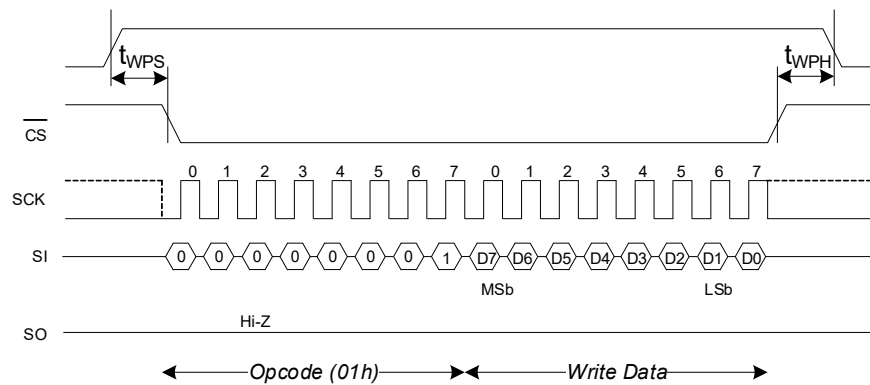 tWPS tWPH
CS
0 1 2 3 4 5 6 7 0 1 2 3 4 5 6 7
SCK
SI 0 0 0 0 0 0 0 1 D7 D6 D5 D4 D3 D2 D1 D0
MSb LSb
Hi-Z
SO
Opcode (01h) Write Data